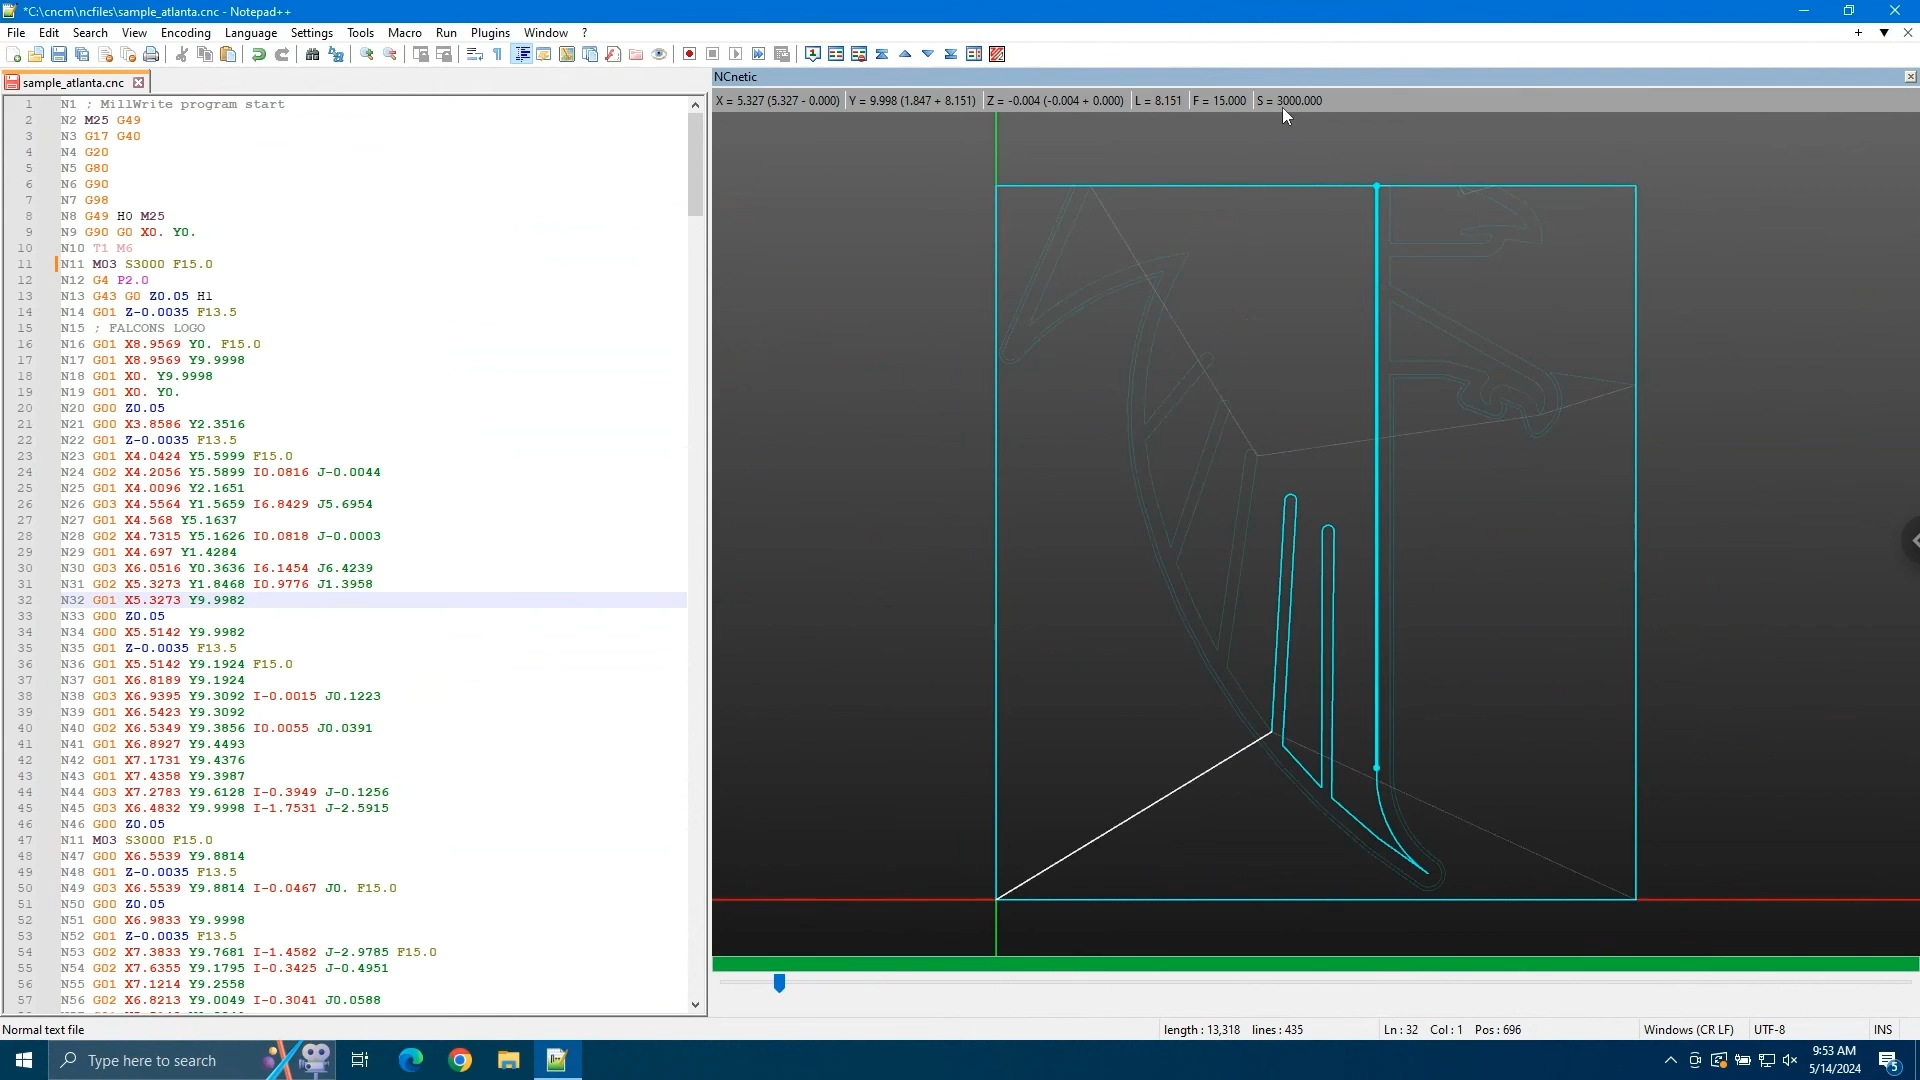 *C:\cncm\ncfiles\sample_atlanta.cnc - Notepad++
File Edit Search View Encoding Language Settings Tools Macro Run Plugins Window ?
sample_atlanta.cnc
1 N1 ; MillWrite program start
2 N2 M25 G49
3 N3 G17 G40
4 N4 G20
5 N5 G80
6 N6 G90
7 N7 G98
8 N8 G49 H0 M25
9 N9 G90 G0 X0. Y0.
10 N10 T1 M6
11 N11 M03 S3000 F15.0
12 N12 G4 P2.0
13 N13 G43 G0 Z0.05 H1
14 N14 G01 Z-0.0035 F13.5
15 N15 ; FALCONS LOGO
16 N16 G01 X8.9569 Y0. F15.0
17 N17 G01 X8.9569 Y9.9998
18 N18 G01 X0. Y9.9998
19 N19 G01 X0. Y0.
20 N20 G00 Z0.05
21 N21 G00 X3.8586 Y2.3516
22 N22 G01 Z-0.0035 F13.5
23 N23 G01 X4.0424 Y5.5999 F15.0
24 N24 G02 X4.2056 Y5.5899 I0.0816 J-0.0044
25 N25 G01 X4.0096 Y2.1651
26 N26 G03 X4.5564 Y1.5659 I6.8429 J5.6954
27 N27 G01 X4.568 Y5.1637
28 N28 G02 X4.7315 Y5.1626 I0.0818 J-0.0003
29 N29 G01 X4.697 Y1.4284
30 N30 G03 X6.0516 Y0.3636 I6.1454 J6.4239
31 N31 G02 X5.3273 Y1.8468 I0.9776 J1.3958
32 N32 G01 X5.3273 Y9.9982
33 N33 G00 Z0.05
34 N34 G00 X5.5142 Y9.9982
35 N35 G01 Z-0.0035 F13.5
36 N36 G01 X5.5142 Y9.1924 F15.0
37 N37 G01 X6.8189 Y9.1924
38 N38 G03 X6.9395 Y9.3092 I-0.0015 J0.1223
39 N39 G01 X6.5423 Y9.3092
40 N40 G02 X6.5349 Y9.3856 I0.0055 J0.0391
41 N41 G01 X6.8927 Y9.4493
42 N42 G01 X7.1731 Y9.4376
43 N43 G01 X7.4358 Y9.3987
44 N44 G03 X7.2783 Y9.6128 I-0.3949 J-0.1256
45 N45 G03 X6.4832 Y9.9998 I-1.7531 J-2.5915
46 N46 G00 Z0.05
47 N11 M03 S3000 F15.0
48 N47 G00 X6.5539 Y9.8814
49 N48 G01 Z-0.0035 F13.5
50 N49 G03 X6.5539 Y9.8814 I-0.0467 J0. F15.0
51 N50 G00 Z0.05
52 N51 G00 X6.9833 Y9.9998
53 N52 G01 Z-0.0035 F13.5
54 N53 G02 X7.3833 Y9.7681 I-1.4582 J-2.9785 F15.0
55 N54 G02 X7.6355 Y9.1795 I-0.3425 J-0.4951
56 N55 G01 X7.1214 Y9.2558
57 N56 G02 X6.8213 Y9.0049 I-0.3041 J0.0588
NCnetic
X = 5.327 (5.327 - 0.000) Y = 9.998 (1.847 + 8.151) Z = -0.004 (-0.004 + 0.000) L = 8.151 F = 15.000 S = 3000.000
Normal text file length : 13,318 lines : 435 Ln : 32 Col : 1 Pos : 696 Windows (CR LF) UTF-8 INS
Type here to search
9:53 AM
5/14/2024
5